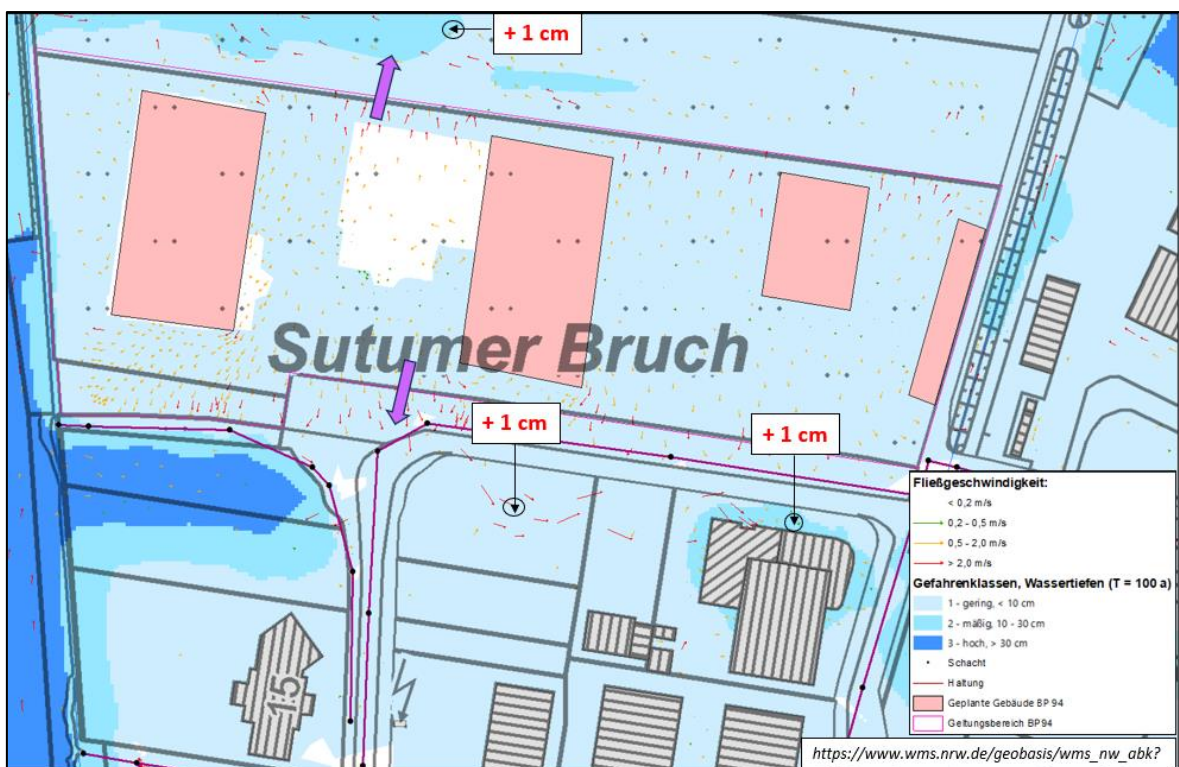 + 1 cm
Sutumer Bruch
+ 1 cm
+ 1 cm
1:5
Fließgeschwindigkeit:
< 0,2 m/s
0,2 - 0,5 m/s
0,5 - 2,0 m/s
> 2,0 m/s
Gefahrenklassen, Wassertiefen (T = 100 a)
1 - gering, < 10 cm
2 - mäßig, 10 - 30 cm
3 - hoch, > 30 cm
Schacht
Haltung
Geplante Gebäude BP 94
Geltungsbereich BP94
https://www.wms.nrw.de/geobasis/wms_nw_abk?